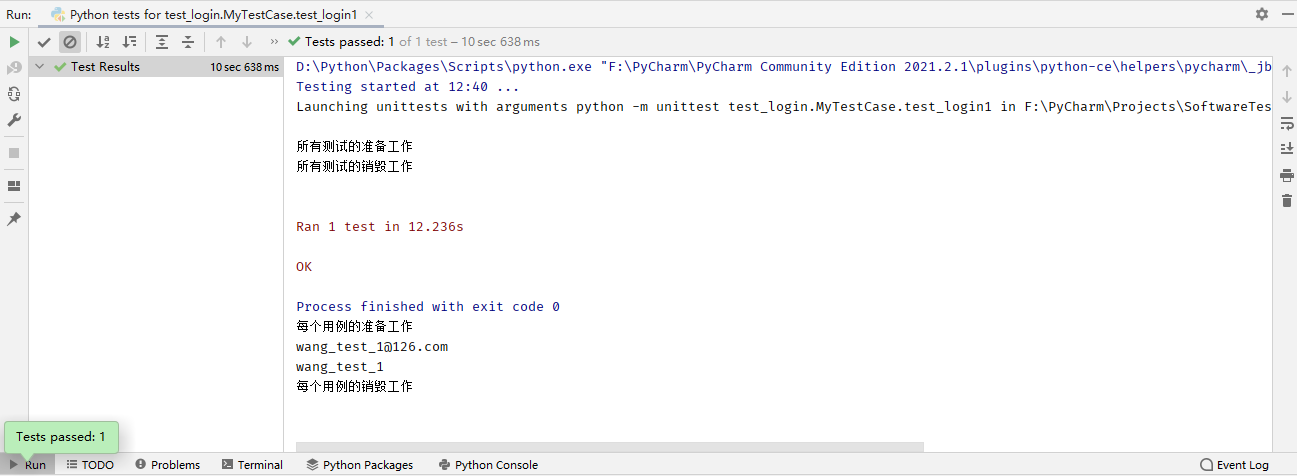 Run: Python tests for test_login.MyTestCase.test_login1
Tests passed: 1 of 1 test – 10 sec 638 ms
Test Results 10 sec 638 ms
D:\Python\Packages\Scripts\python.exe "F:\PyCharm\PyCharm Community Edition 2021.2.1\plugins\python-ce\helpers\pycharm\_jb
Testing started at 12:40 ...
Launching unittests with arguments python -m unittest test_login.MyTestCase.test_login1 in F:\PyCharm\Projects\SoftwareTes
所有测试的准备工作
所有测试的销毁工作
Ran 1 test in 12.236s
OK
Process finished with exit code 0
每个用例的准备工作
wang_test_1@126.com
wang_test_1
每个用例的销毁工作
Tests passed: 1
Run TODO Problems Terminal Python Packages Python Console Event Log